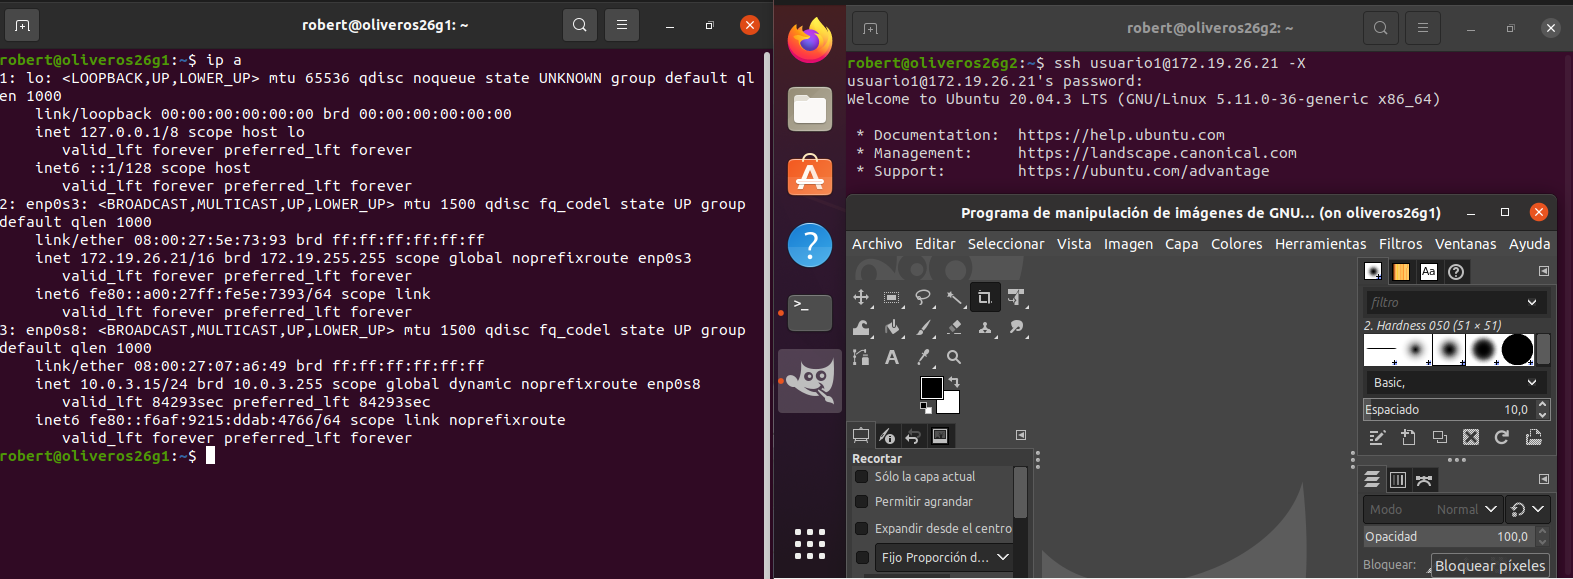 robert@oliveros26g1: ~
robert@oliveros26g1:~$ ip a
1: lo: <LOOPBACK,UP,LOWER_UP> mtu 65536 qdisc noqueue state UNKNOWN group default ql
en 1000
link/loopback 00:00:00:00:00:00 brd 00:00:00:00:00:00
inet 127.0.0.1/8 scope host lo
valid_lft forever preferred_lft forever
inet6 ::1/128 scope host
valid_lft forever preferred_lft forever
2: enp0s3: <BROADCAST,MULTICAST,UP,LOWER_UP> mtu 1500 qdisc fq_codel state UP group
default qlen 1000
link/ether 08:00:27:5e:73:93 brd ff:ff:ff:ff:ff:ff
inet 172.19.26.21/16 brd 172.19.255.255 scope global noprefixroute enp0s3
valid_lft forever preferred_lft forever
inet6 fe80::a00:27ff:fe5e:7393/64 scope link
valid_lft forever preferred_lft forever
3: enp0s8: <BROADCAST,MULTICAST,UP,LOWER_UP> mtu 1500 qdisc fq_codel state UP group
default qlen 1000
link/ether 08:00:27:07:a6:49 brd ff:ff:ff:ff:ff:ff
inet 10.0.3.15/24 brd 10.0.3.255 scope global dynamic noprefixroute enp0s8
valid_lft 84293sec preferred_lft 84293sec
inet6 fe80::f6af:9215:ddab:4766/64 scope link noprefixroute
valid_lft forever preferred_lft forever
robert@oliveros26g1:~$
robert@oliveros26g2: ~
robert@oliveros26g2:~$ ssh usuario1@172.19.26.21 -X
usuario1@172.19.26.21's password:
Welcome to Ubuntu 20.04.3 LTS (GNU/Linux 5.11.0-36-generic x86_64)
* Documentation:  https://help.ubuntu.com
* Management:     https://landscape.canonical.com
* Support:        https://ubuntu.com/advantage
Programa de manipulación de imágenes de GNU... (on oliveros26g1)
Archivo Editar Seleccionar Vista Imagen Capa Colores Herramientas Filtros Ventanas Ayuda
Aa
filtro
2. Hardness 050 (51 × 51)
Basic,
Espaciado 10,0
Recortar
Sólo la capa actual
Permitir agrandar
Expandir desde el centro
Fijo Proporción d...
Modo Normal
Opacidad 100,0
Bloquear: Bloquear píxeles